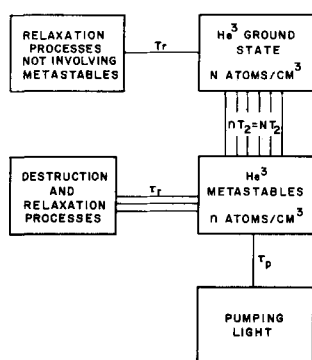 RELAXATION
PROCESSES
NOT INVOLVING
METASTABLES
Tr
He³ GROUND
STATE
N ATOMS/CM³
nT₂=NT₂
DESTRUCTION
AND
RELAXATION
PROCESSES
τr
He³
METASTABLES
n ATOMS/CM³
τp
PUMPING
LIGHT